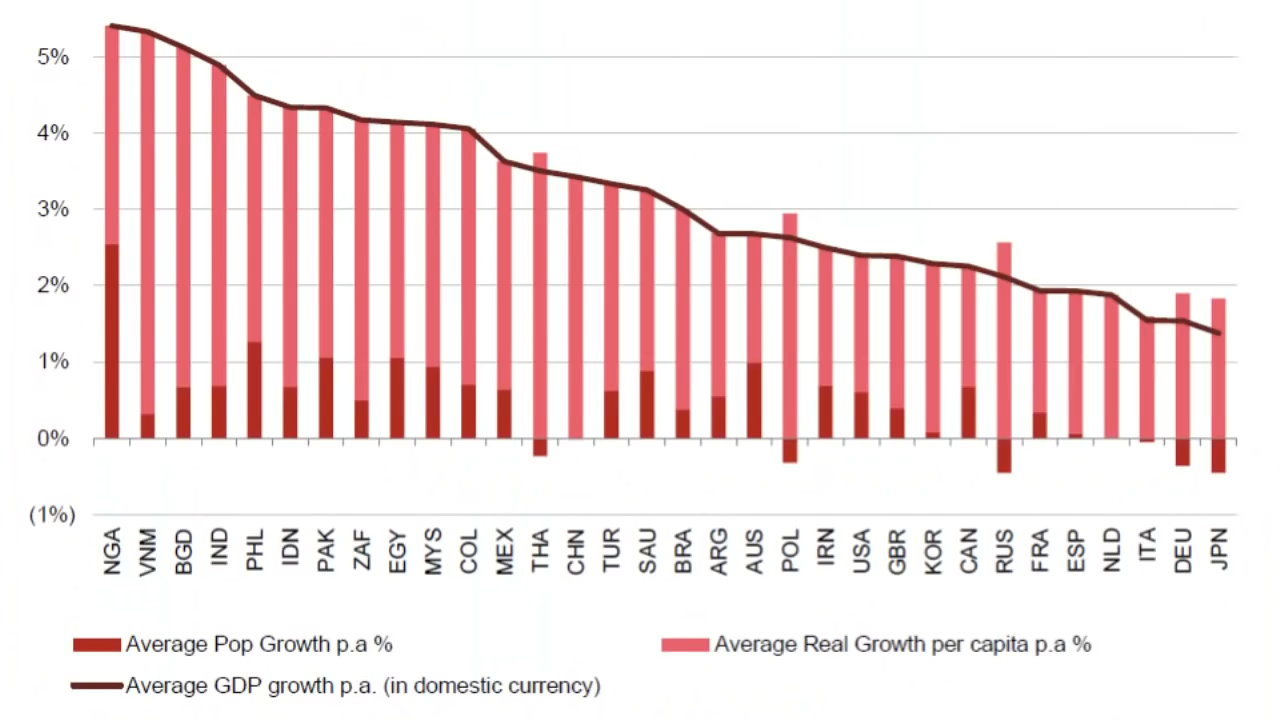 5%
4%
3%
2%
1%
0%
(1%)
NGA VNM BGD IND PHL IDN PAK ZAF EGY MYS COL MEX THA CHN TUR SAU BRA ARG AUS POL IRN USA GBR KOR CAN RUS FRA ESP NLD ITA DEU JPN
Average Pop Growth p.a % Average Real Growth per capita p.a %
Average GDP growth p.a. (in domestic currency)